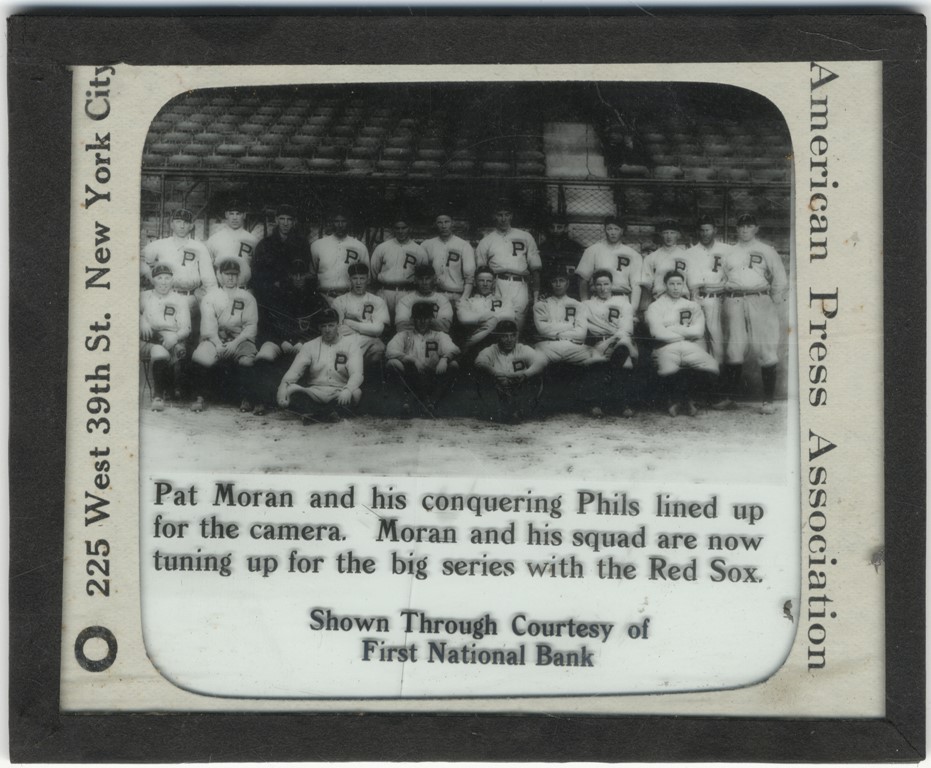 225 West 39th St. New York City
American Press Association
P P P P P P P P P P P
P P P P P P P P P
P P P
Pat Moran and his conquering Phils lined up
for the camera. Moran and his squad are now
tuning up for the big series with the Red Sox.
Shown Through Courtesy of
First National Bank